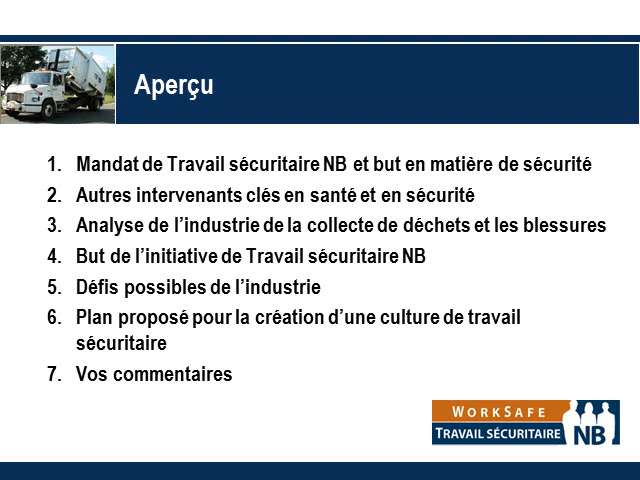 Aperçu
1. Mandat de Travail sécuritaire NB et but en matière de sécurité
2. Autres intervenants clés en santé et en sécurité
3. Analyse de l’industrie de la collecte de déchets et les blessures
4. But de l’initiative de Travail sécuritaire NB
5. Défis possibles de l’industrie
6. Plan proposé pour la création d’une culture de travail
sécuritaire
7. Vos commentaires
WORKSAFE
TRAVAIL SÉCURITAIRE NB